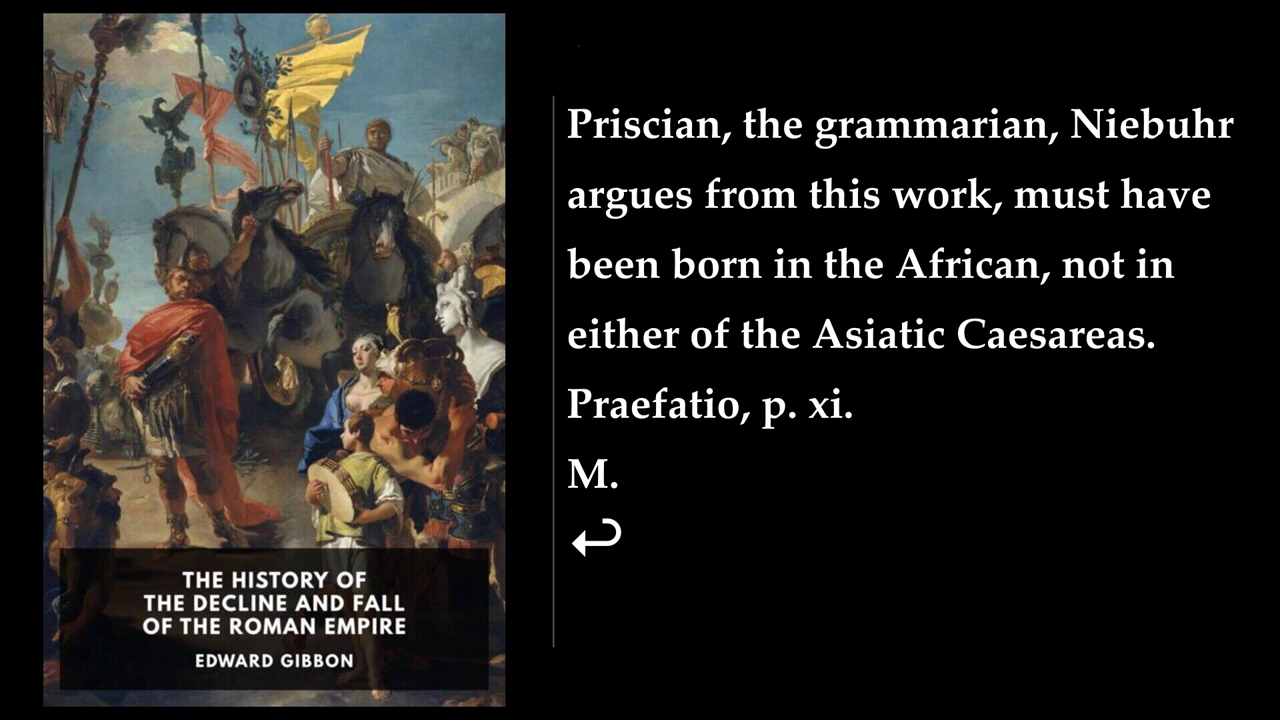 THE HISTORY OF
THE DECLINE AND FALL
OF THE ROMAN EMPIRE
EDWARD GIBBON
Priscian, the grammarian, Niebuhr
argues from this work, must have
been born in the African, not in
either of the Asiatic Caesareas.
Praefatio, p. xi.
M.
↩